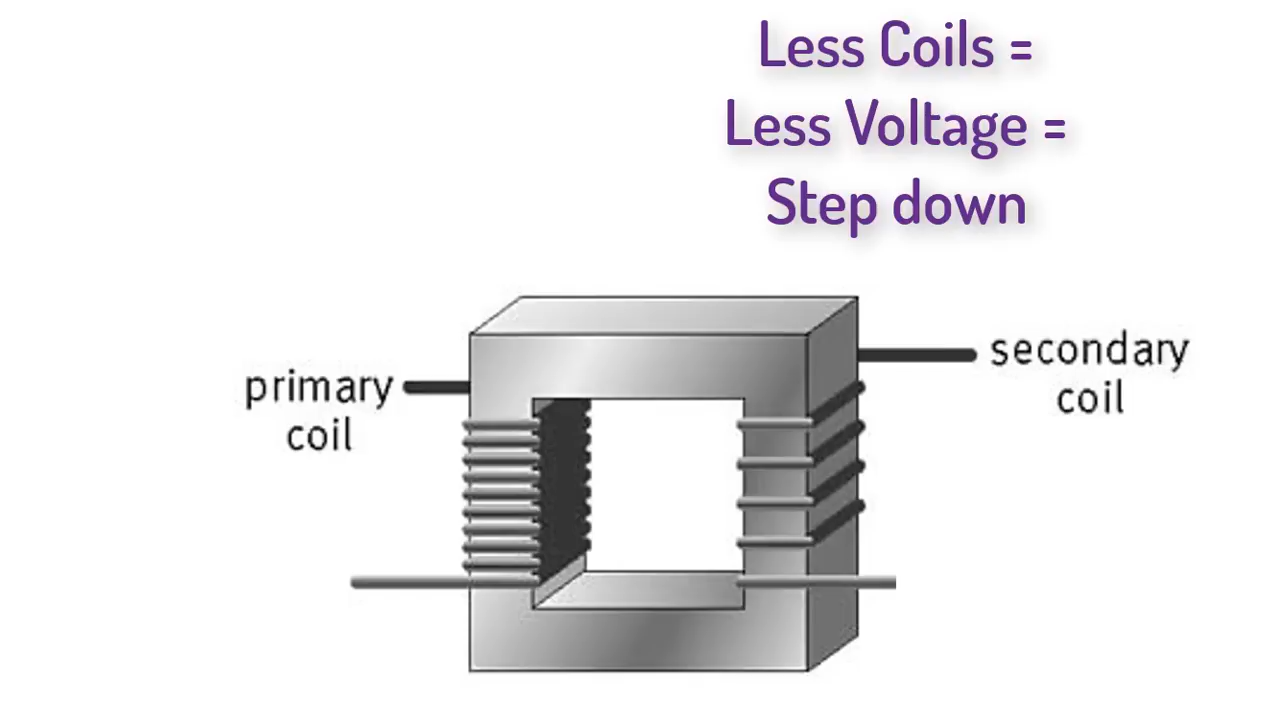 Less Coils =
Less Voltage =
Step down
primary
coil
secondary
coil